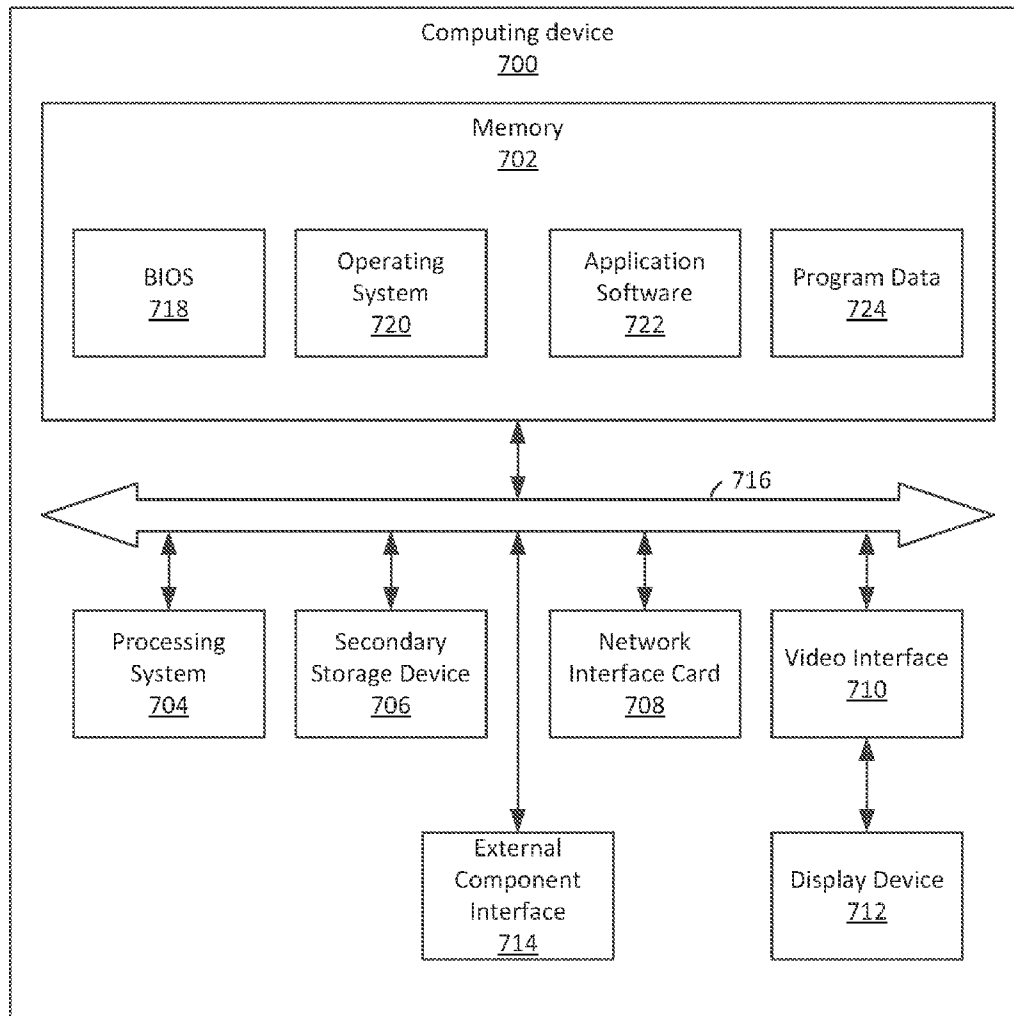 Computing device
700
Memory
702
BIOS
718
Operating
System
720
Application
Software
722
Program Data
724
716
Processing
System
704
Secondary
Storage Device
706
Network
Interface Card
708
Video Interface
710
External
Component
Interface
714
Display Device
712